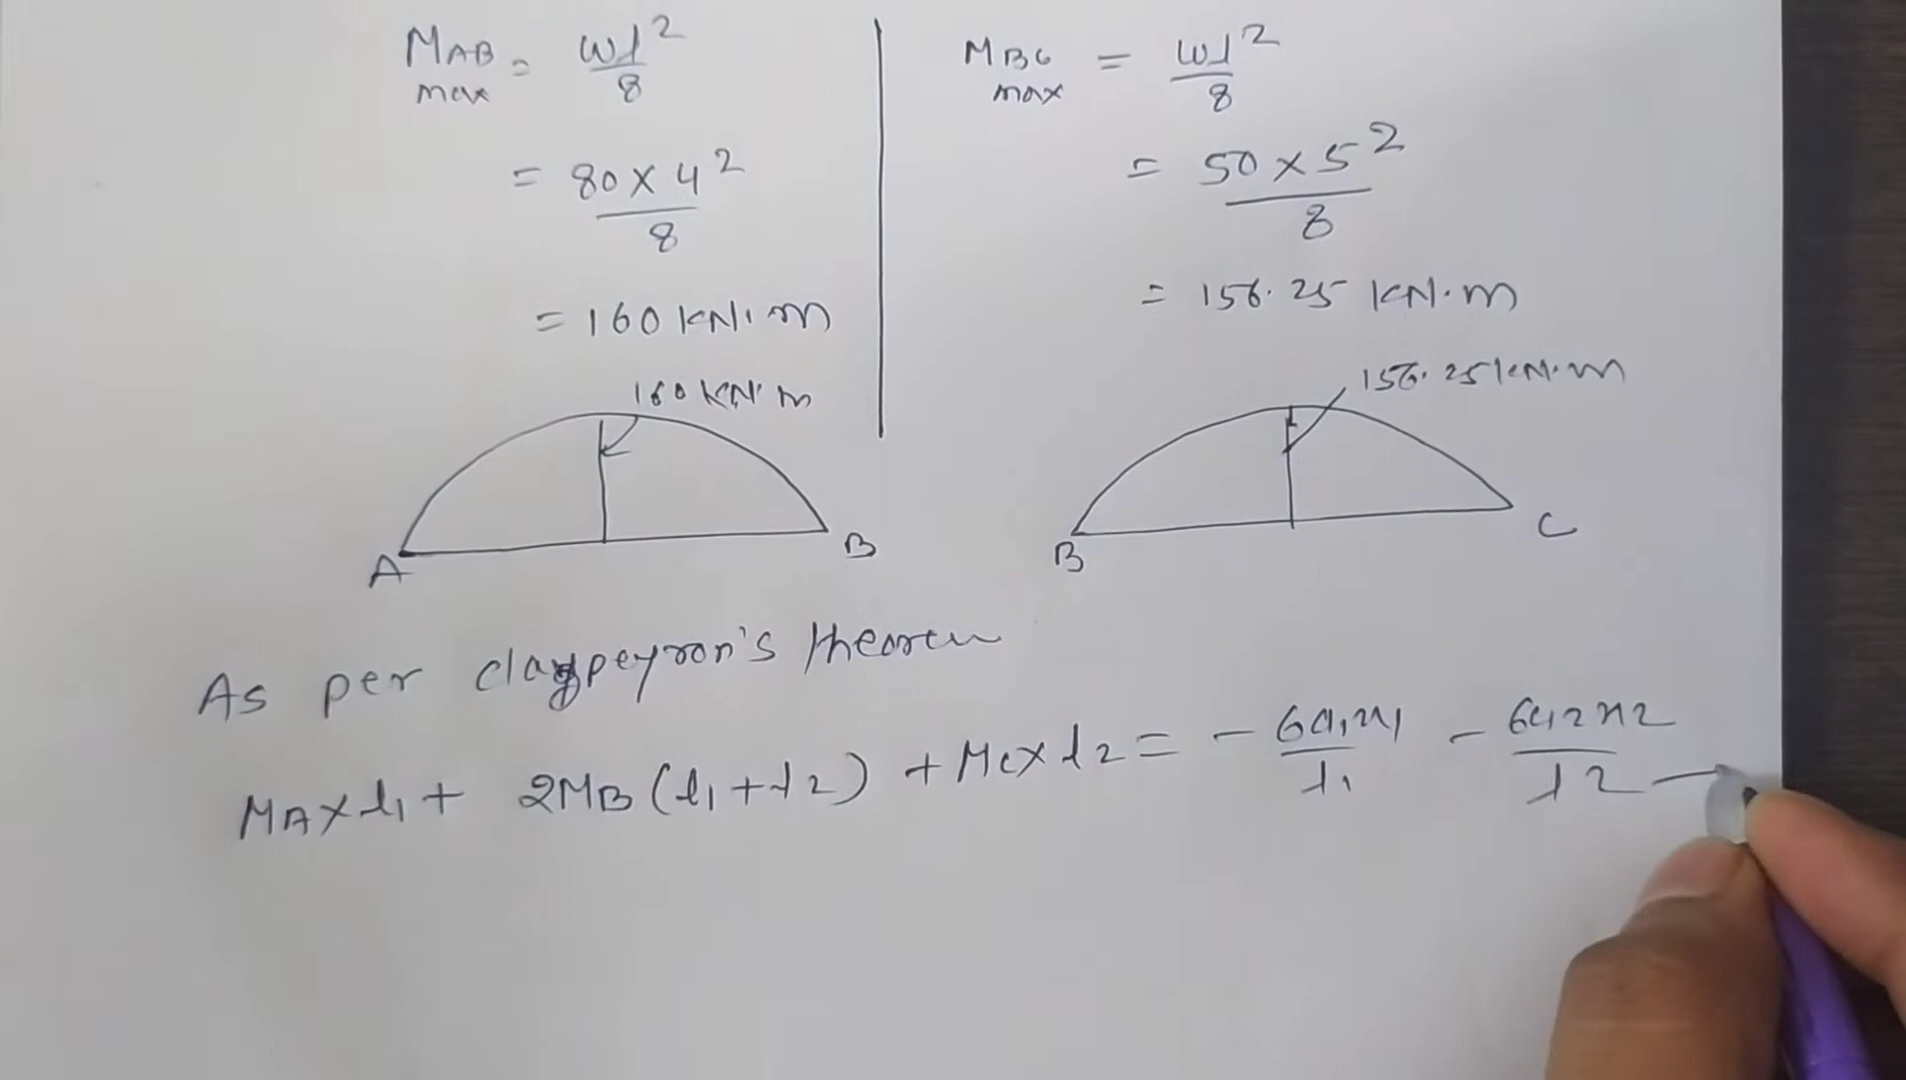 MAB max = wl²/8
= 80 x 4²/8
= 160 KN.m
160 KN.m
A B
MBC max = wl²/8
= 50 x 5²/8
= 156.25 KN.m
156.25 KN.m
B C
As per claypeyron's theorem
MA x l1 + 2MB (l1 + l2) + Mc x l2 = - 6a1x1/l1 - 6a2x2/l2